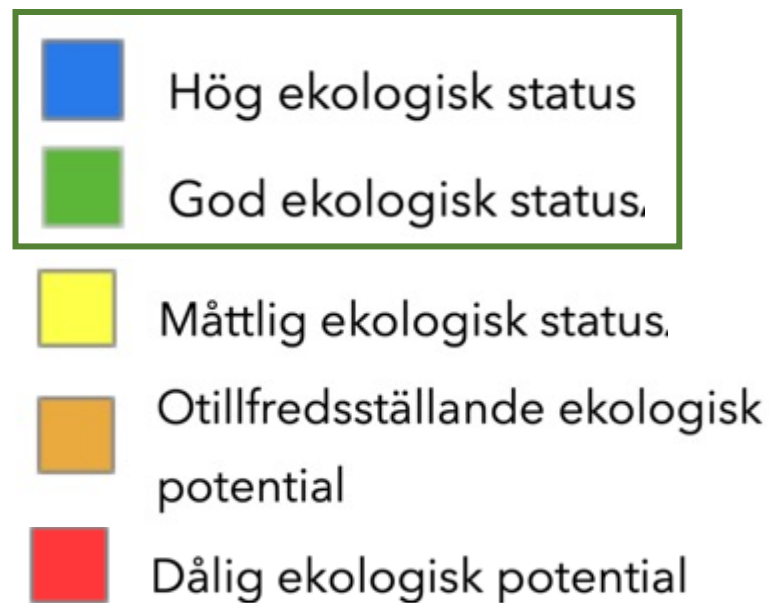 Hög ekologisk status
God ekologisk status.
Måttlig ekologisk status.
Otillfredsställande ekologisk
potential
Dålig ekologisk potential